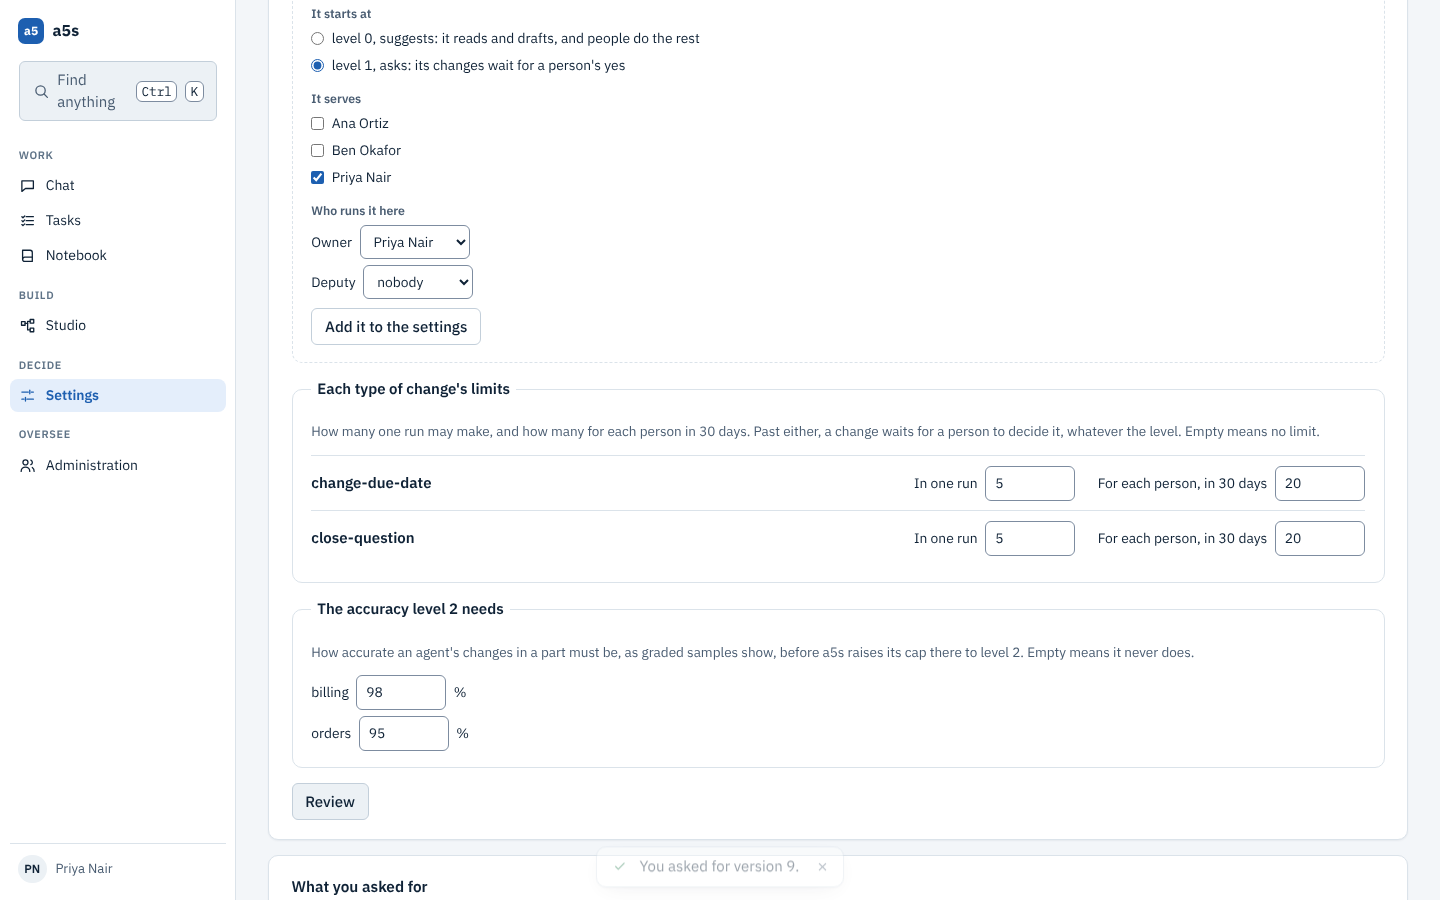 a5 a5s
Find anything Ctrl K
WORK
Chat
Tasks
Notebook
BUILD
Studio
DECIDE
Settings
OVERSEE
Administration
PN Priya Nair
It starts at
level 0, suggests: it reads and drafts, and people do the rest
level 1, asks: its changes wait for a person's yes
It serves
Ana Ortiz
Ben Okafor
Priya Nair
Who runs it here
Owner Priya Nair
Deputy nobody
Add it to the settings
Each type of change's limits
How many one run may make, and how many for each person in 30 days. Past either, a change waits for a person to decide it, whatever the level. Empty means no limit.
change-due-date In one run 5 For each person, in 30 days 20
close-question In one run 5 For each person, in 30 days 20
The accuracy level 2 needs
How accurate an agent's changes in a part must be, as graded samples show, before a5s raises its cap there to level 2. Empty means it never does.
billing 98 %
orders 95 %
Review
You asked for version 9.
What you asked for